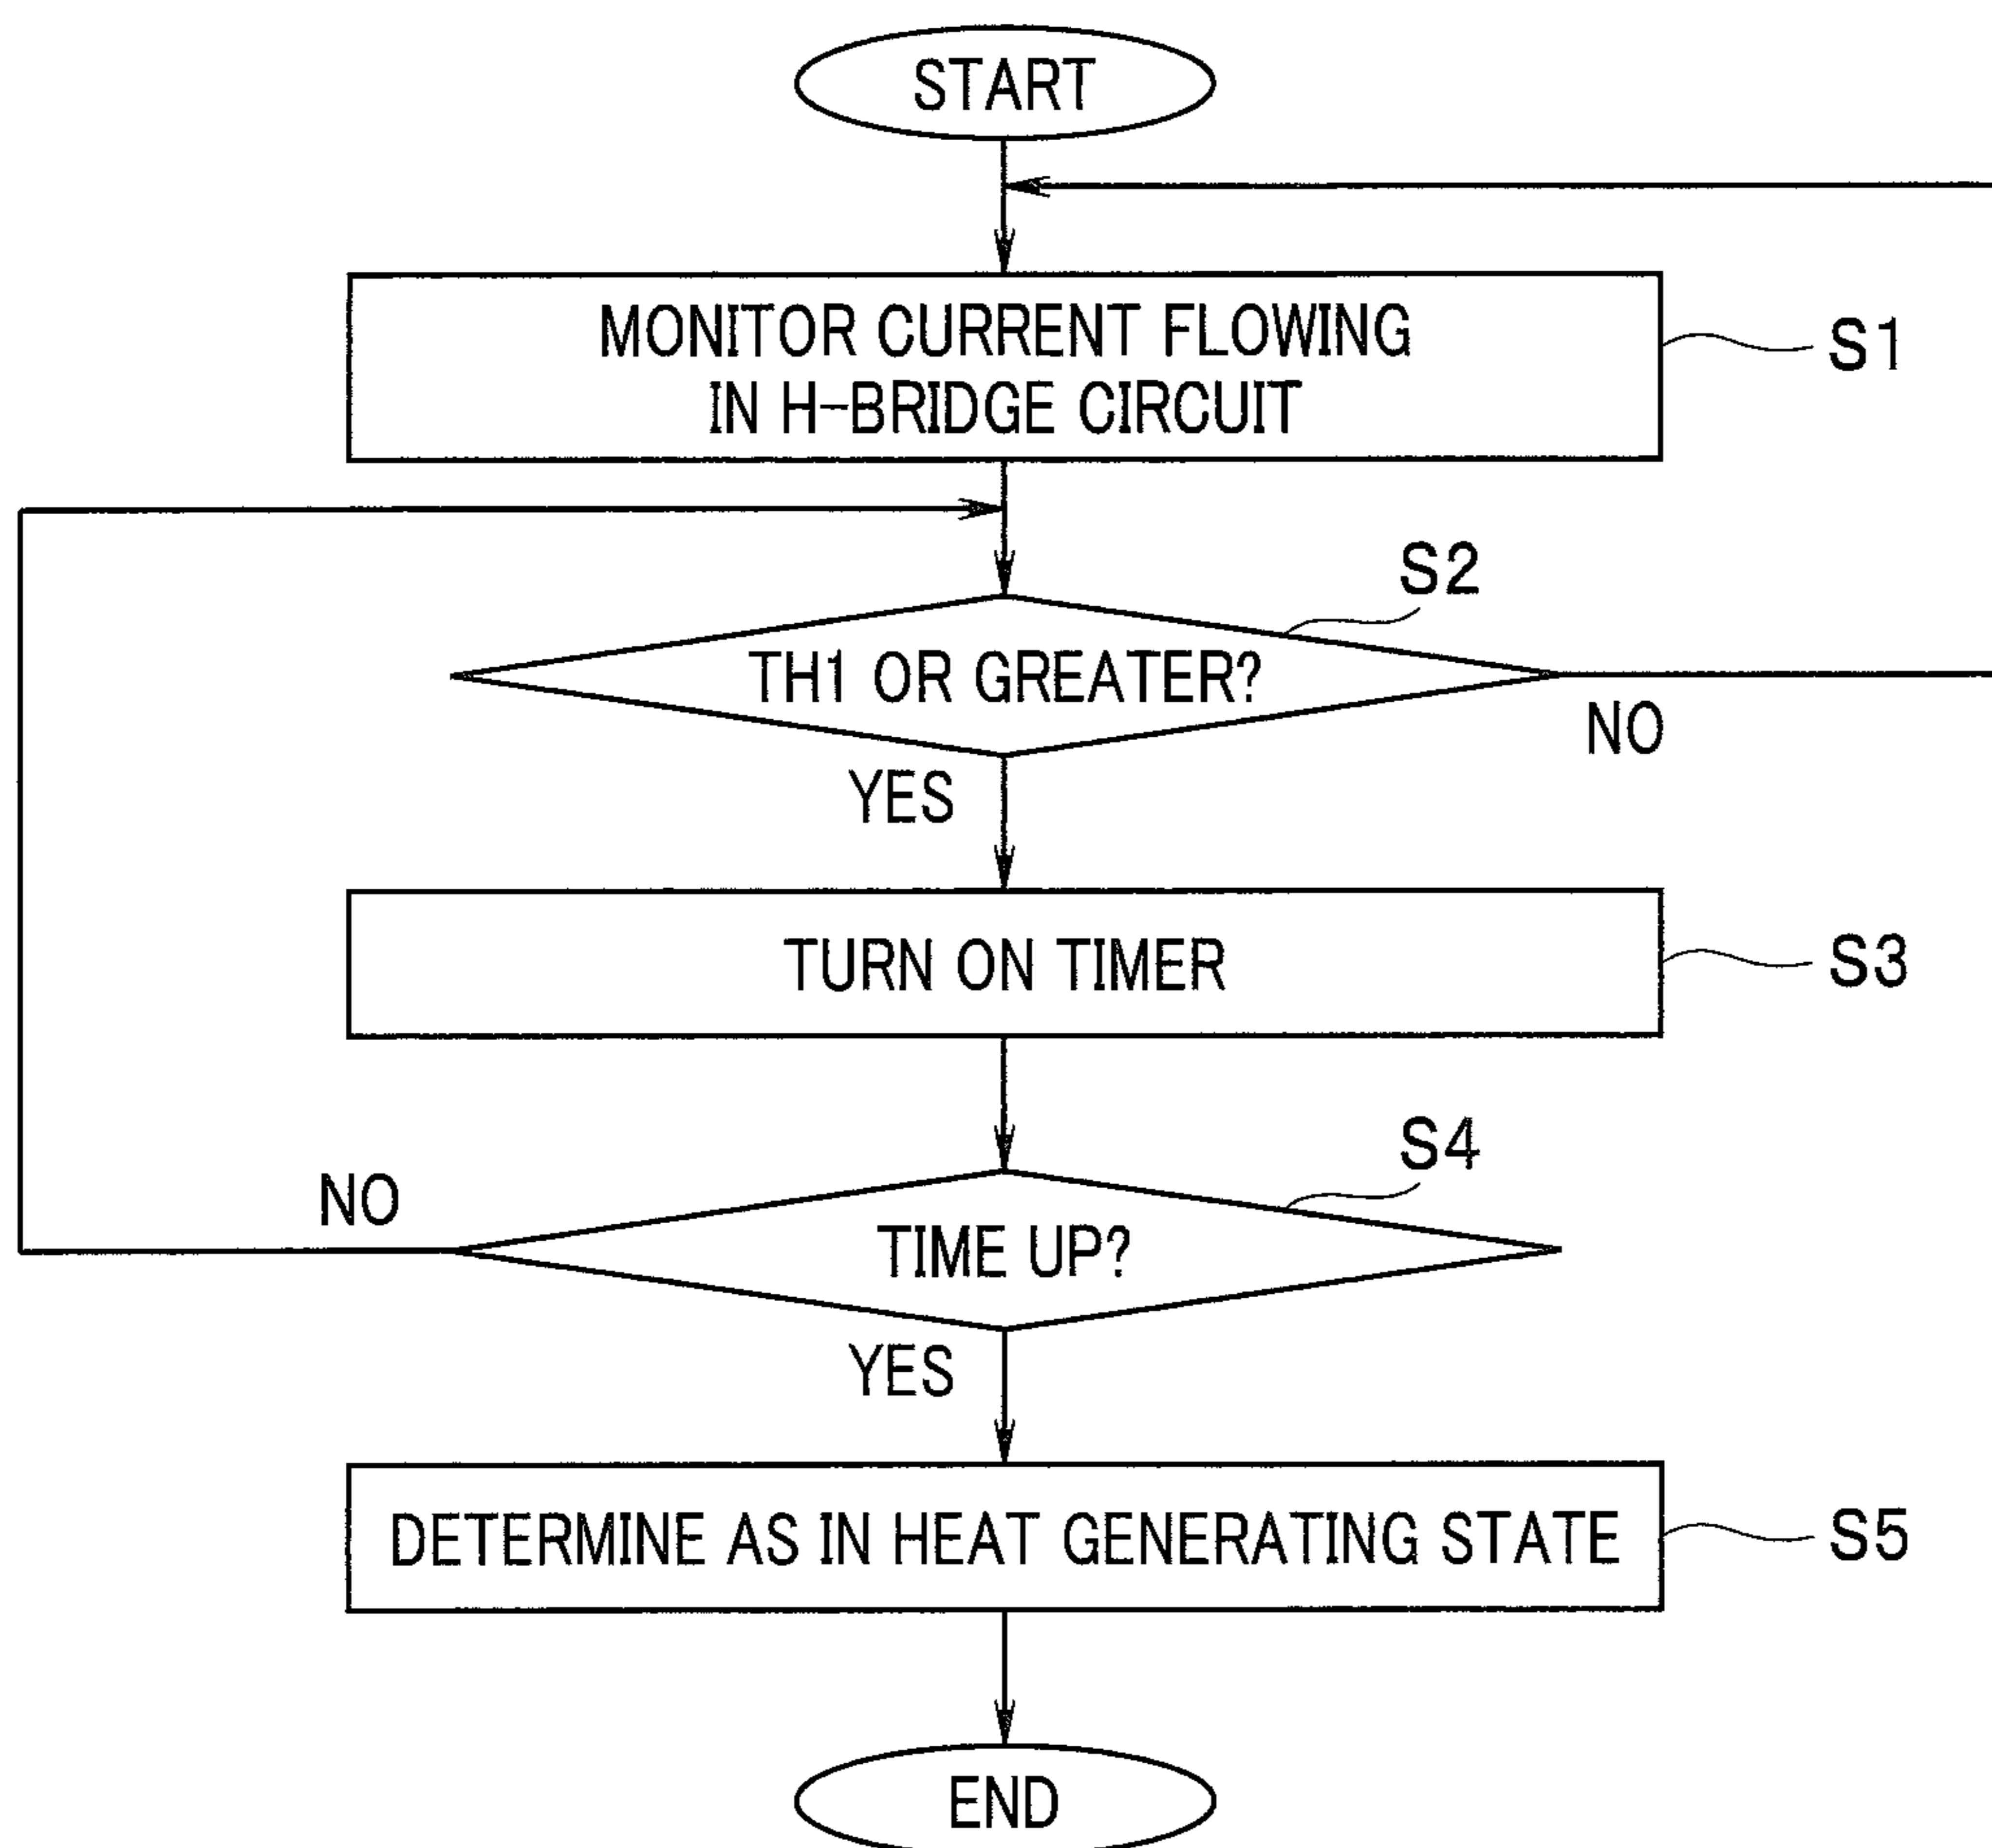 START
MONITOR CURRENT FLOWING
IN H-BRIDGE CIRCUIT
S1
S2
TH1 OR GREATER?
NO
YES
TURN ON TIMER
S3
S4
NO
TIME UP?
YES
DETERMINE AS IN HEAT GENERATING STATE
S5
END